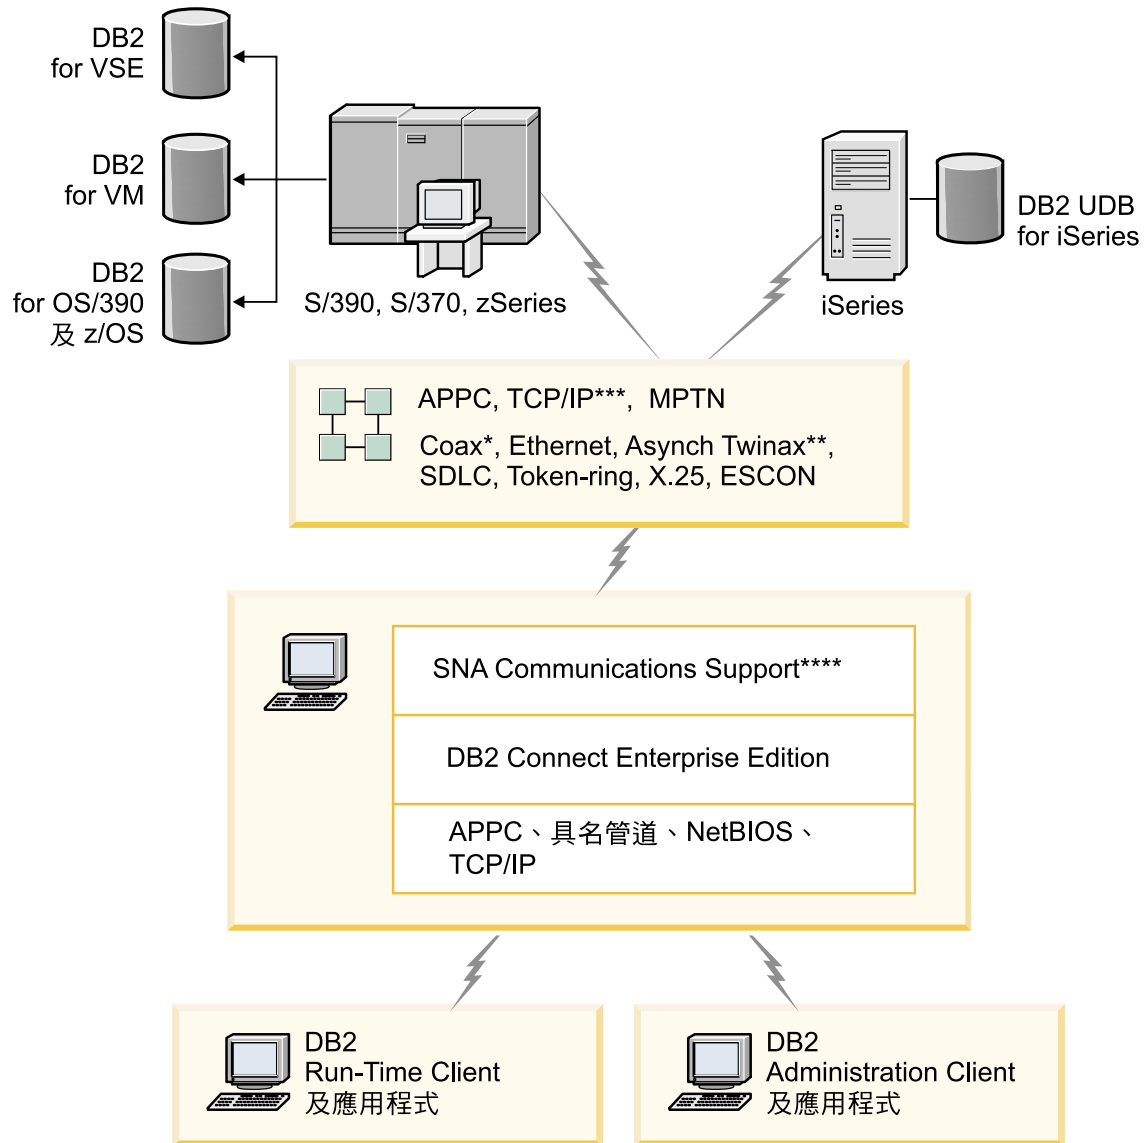 DB2
for VSE
DB2
for VM
DB2
for OS/390
及 z/OS
S/390, S/370, zSeries
iSeries
DB2 UDB
for iSeries
APPC, TCP/IP***, MPTN
Coax*, Ethernet, Asynch Twinax**,
SDLC, Token-ring, X.25, ESCON
SNA Communications Support****
DB2 Connect Enterprise Edition
APPC、具名管道、NetBIOS、
TCP/IP
DB2
Run-Time Client
及應用程式
DB2
Administration Client
及應用程式